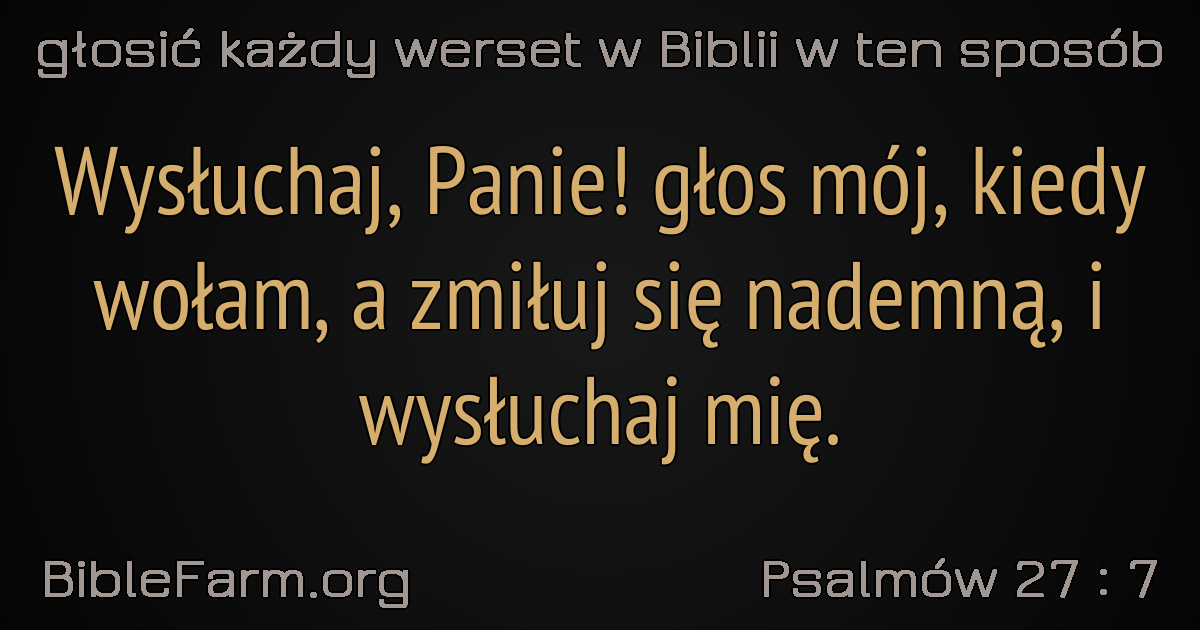 głosić każdy werset w Biblii w ten sposób
Wysłuchaj, Panie! głos mój, kiedy
wołam, a zmiłuj się nademną, i
wysłuchaj mię.
BibleFarm.org
Psalmów 27 : 7